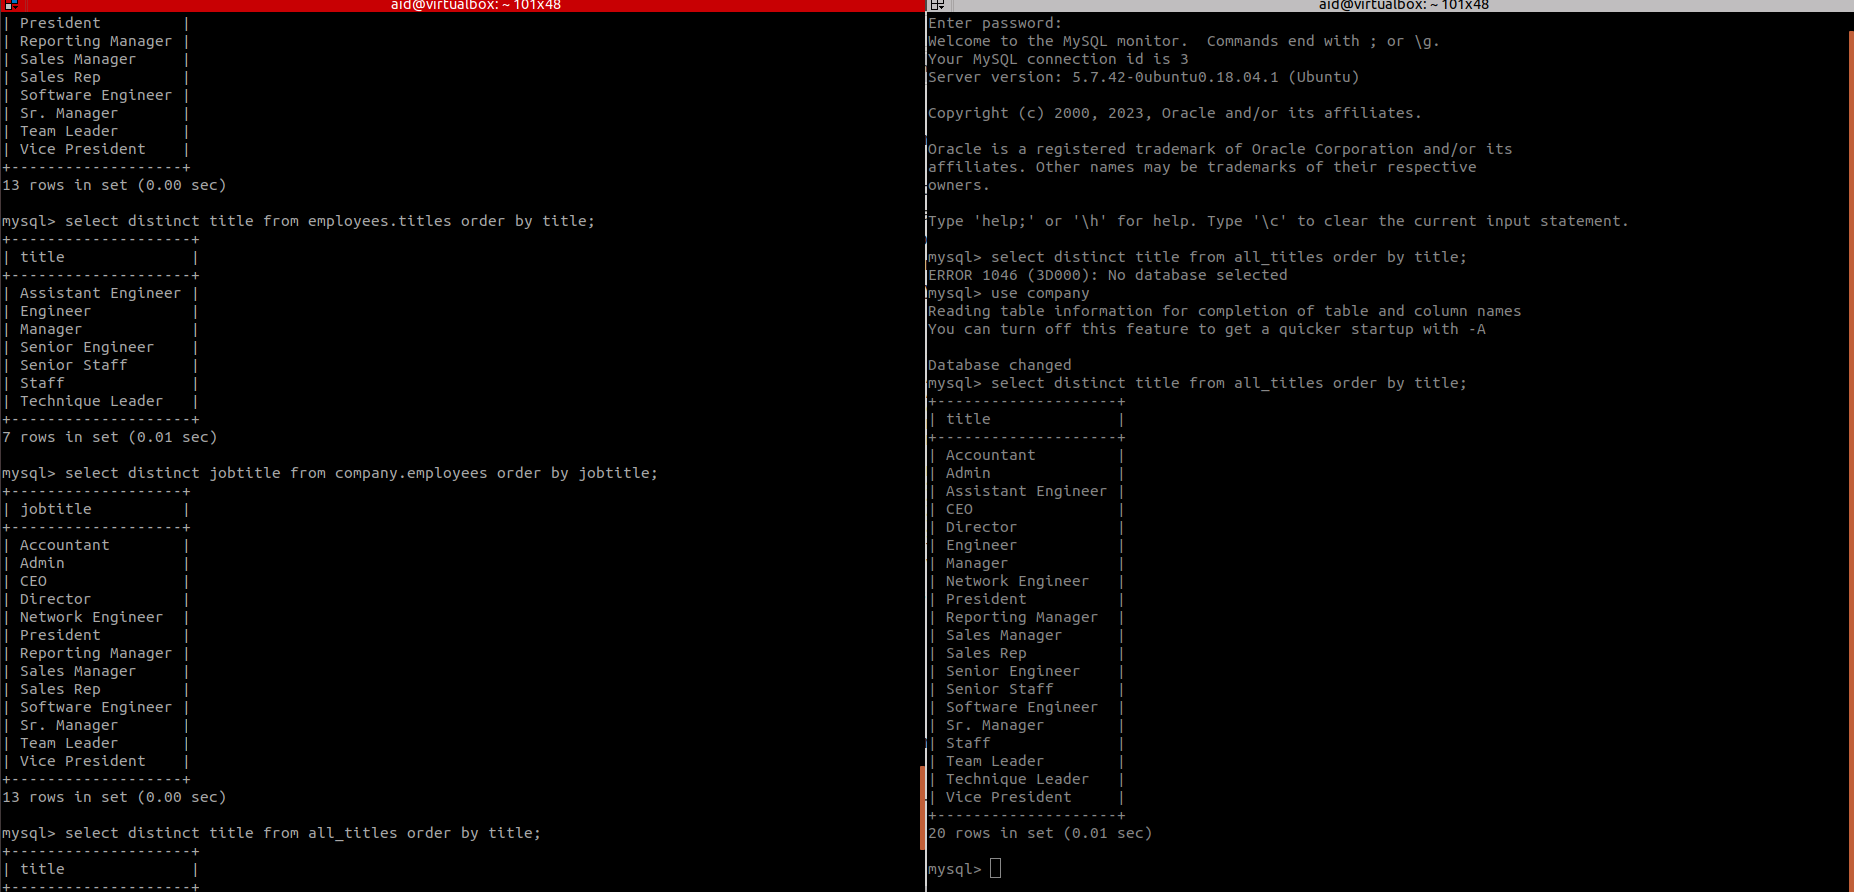 aid@virtualbox: ~ 101x48
| President          |
| Reporting Manager |
| Sales Manager     |
| Sales Rep         |
| Software Engineer |
| Sr. Manager       |
| Team Leader       |
| Vice President    |
+-------------------+
13 rows in set (0.00 sec)
mysql> select distinct title from employees.titles order by title;
+--------------------+
| title              |
+--------------------+
| Assistant Engineer |
| Engineer           |
| Manager            |
| Senior Engineer    |
| Senior Staff       |
| Staff              |
| Technique Leader   |
+--------------------+
7 rows in set (0.01 sec)
mysql> select distinct jobtitle from company.employees order by jobtitle;
+-------------------+
| jobtitle          |
+-------------------+
| Accountant        |
| Admin             |
| CEO               |
| Director          |
| Network Engineer  |
| President         |
| Reporting Manager |
| Sales Manager     |
| Sales Rep         |
| Software Engineer |
| Sr. Manager       |
| Team Leader       |
| Vice President    |
+-------------------+
13 rows in set (0.00 sec)
mysql> select distinct title from all_titles order by title;
+--------------------+
| title              |
+--------------------+
aid@virtualbox: ~ 101x48
Enter password:
Welcome to the MySQL monitor.  Commands end with ; or \g.
Your MySQL connection id is 3
Server version: 5.7.42-0ubuntu0.18.04.1 (Ubuntu)
Copyright (c) 2000, 2023, Oracle and/or its affiliates.
Oracle is a registered trademark of Oracle Corporation and/or its
affiliates. Other names may be trademarks of their respective
owners.
Type 'help;' or '\h' for help. Type '\c' to clear the current input statement.
mysql> select distinct title from all_titles order by title;
ERROR 1046 (3D000): No database selected
mysql> use company
Reading table information for completion of table and column names
You can turn off this feature to get a quicker startup with -A
Database changed
mysql> select distinct title from all_titles order by title;
+--------------------+
| title              |
+--------------------+
| Accountant         |
| Admin              |
| Assistant Engineer |
| CEO                |
| Director           |
| Engineer           |
| Manager            |
| Network Engineer   |
| President          |
| Reporting Manager  |
| Sales Manager      |
| Sales Rep          |
| Senior Engineer    |
| Senior Staff       |
| Software Engineer  |
| Sr. Manager        |
| Staff              |
| Team Leader        |
| Technique Leader   |
| Vice President     |
+--------------------+
20 rows in set (0.01 sec)
mysql>